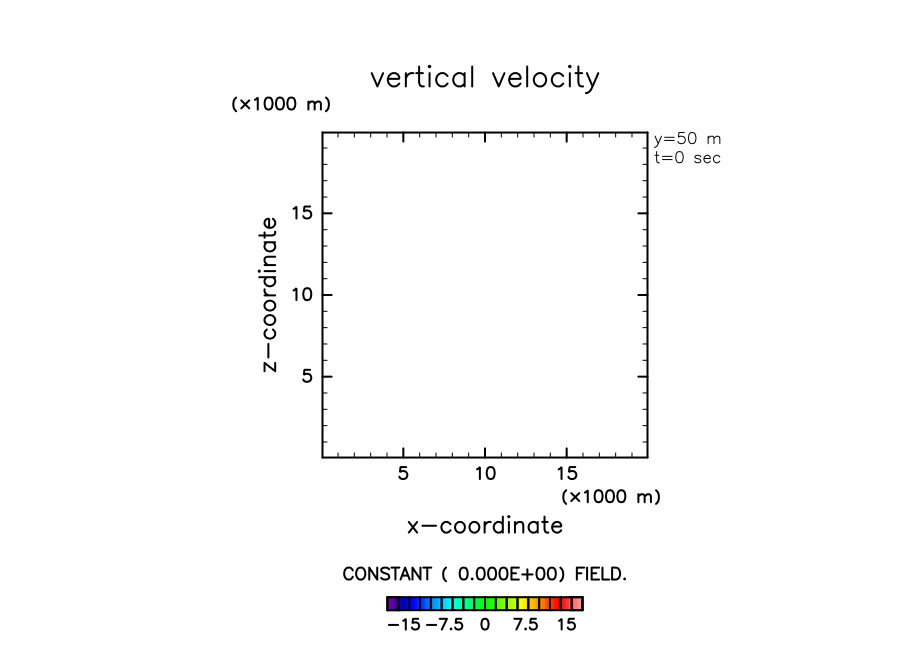 vertical velocity
(×1000 m)
y=50 m
t=0 sec
15
10
5
z−coordinate
5 10 15
(×1000 m)
x−coordinate
CONSTANT ( 0.000E+00) FIELD.
−15 −7.5 0 7.5 15